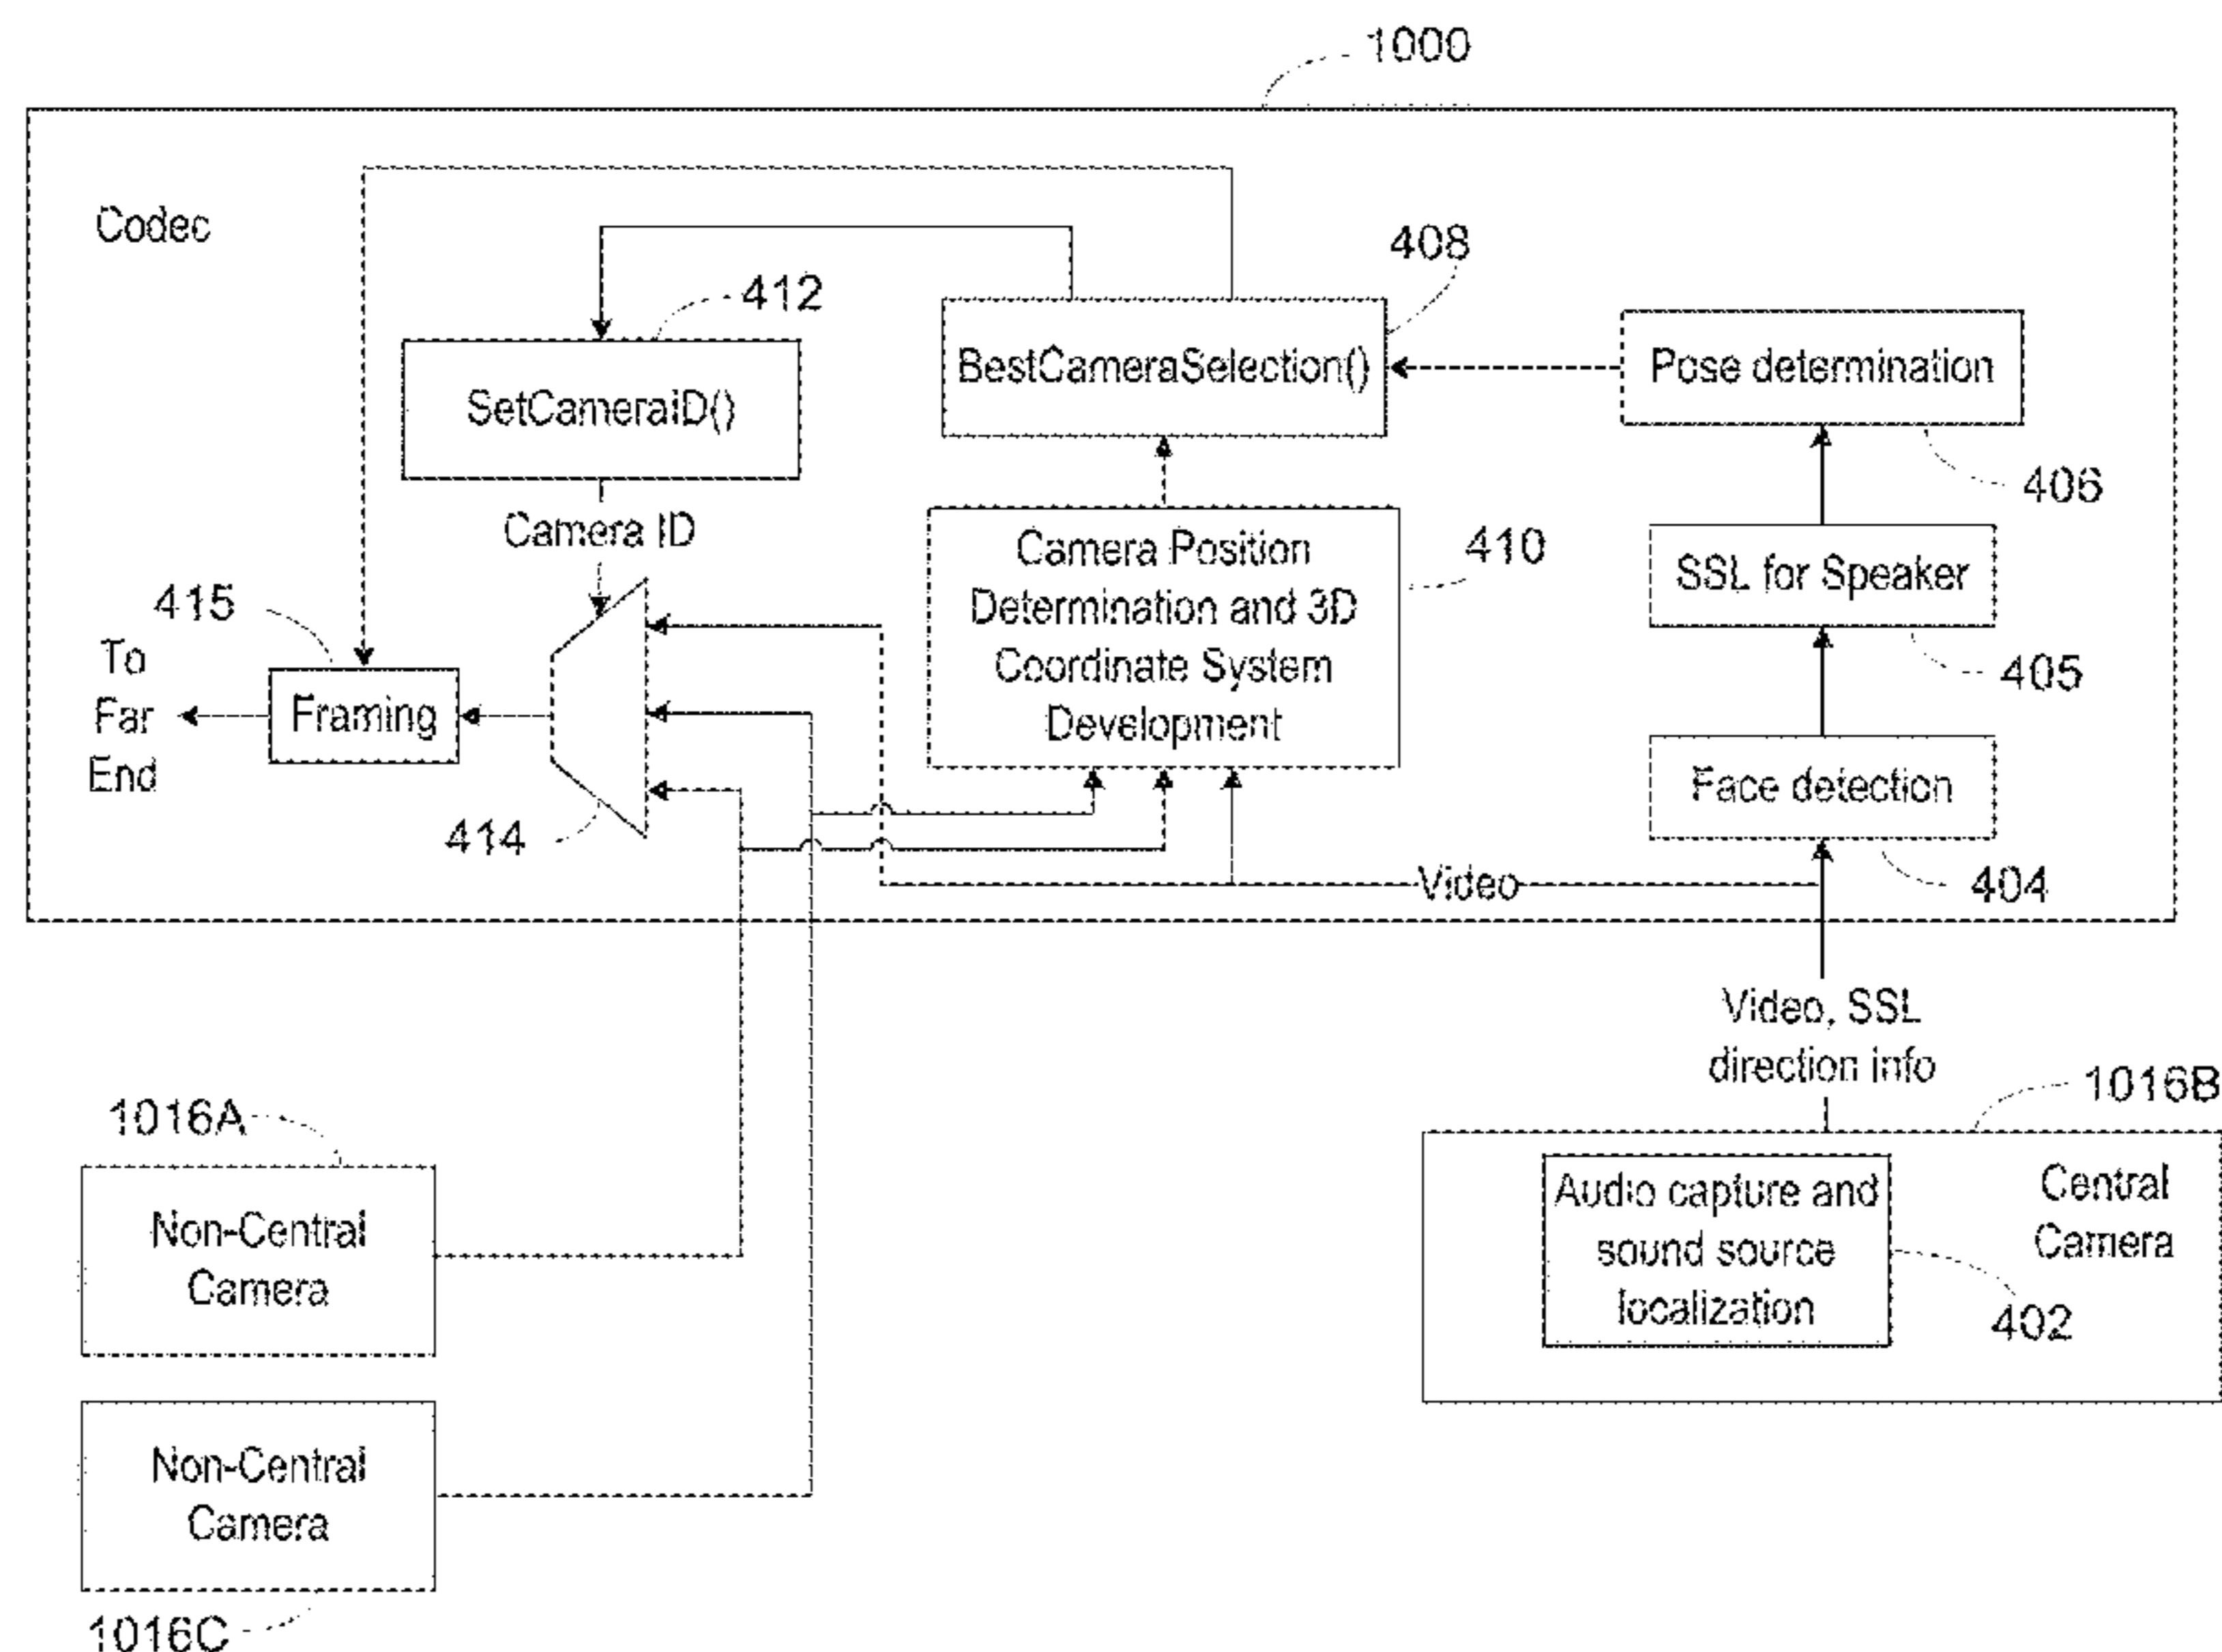 1000
Codec
408
412
BestCameraSelection()
Pose determination
SetCameraID()
406
Camera ID
Camera Position
Determination and 3D
Coordinate System
Development
410
SSL for Speaker
415
405
To
Far
End
Framing
Face detection
414
Video
404
Video, SSL
direction info
1016A
1016B
Non-Central
Camera
Audio capture and
sound source
localization
Central
Camera
402
Non-Central
Camera
1016C